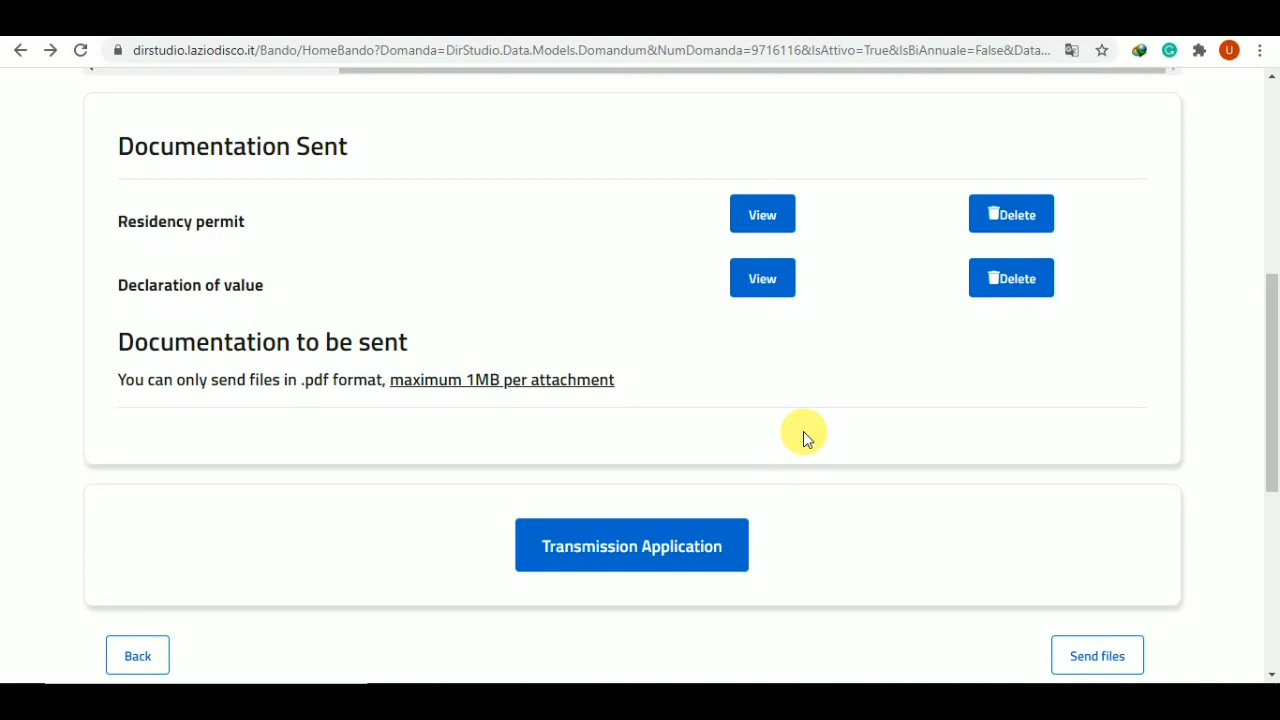 dirstudio.laziodisco.it/Bando/HomeBando?Domanda=DirStudio.Data.Models.Domandum&NumDomanda=9716116&IsAttivo=True&IsBiAnnuale=False&Data...
U
Documentation Sent
Residency permit
View
Delete
Declaration of value
View
Delete
Documentation to be sent
You can only send files in .pdf format, maximum 1MB per attachment
Transmission Application
Back
Send files